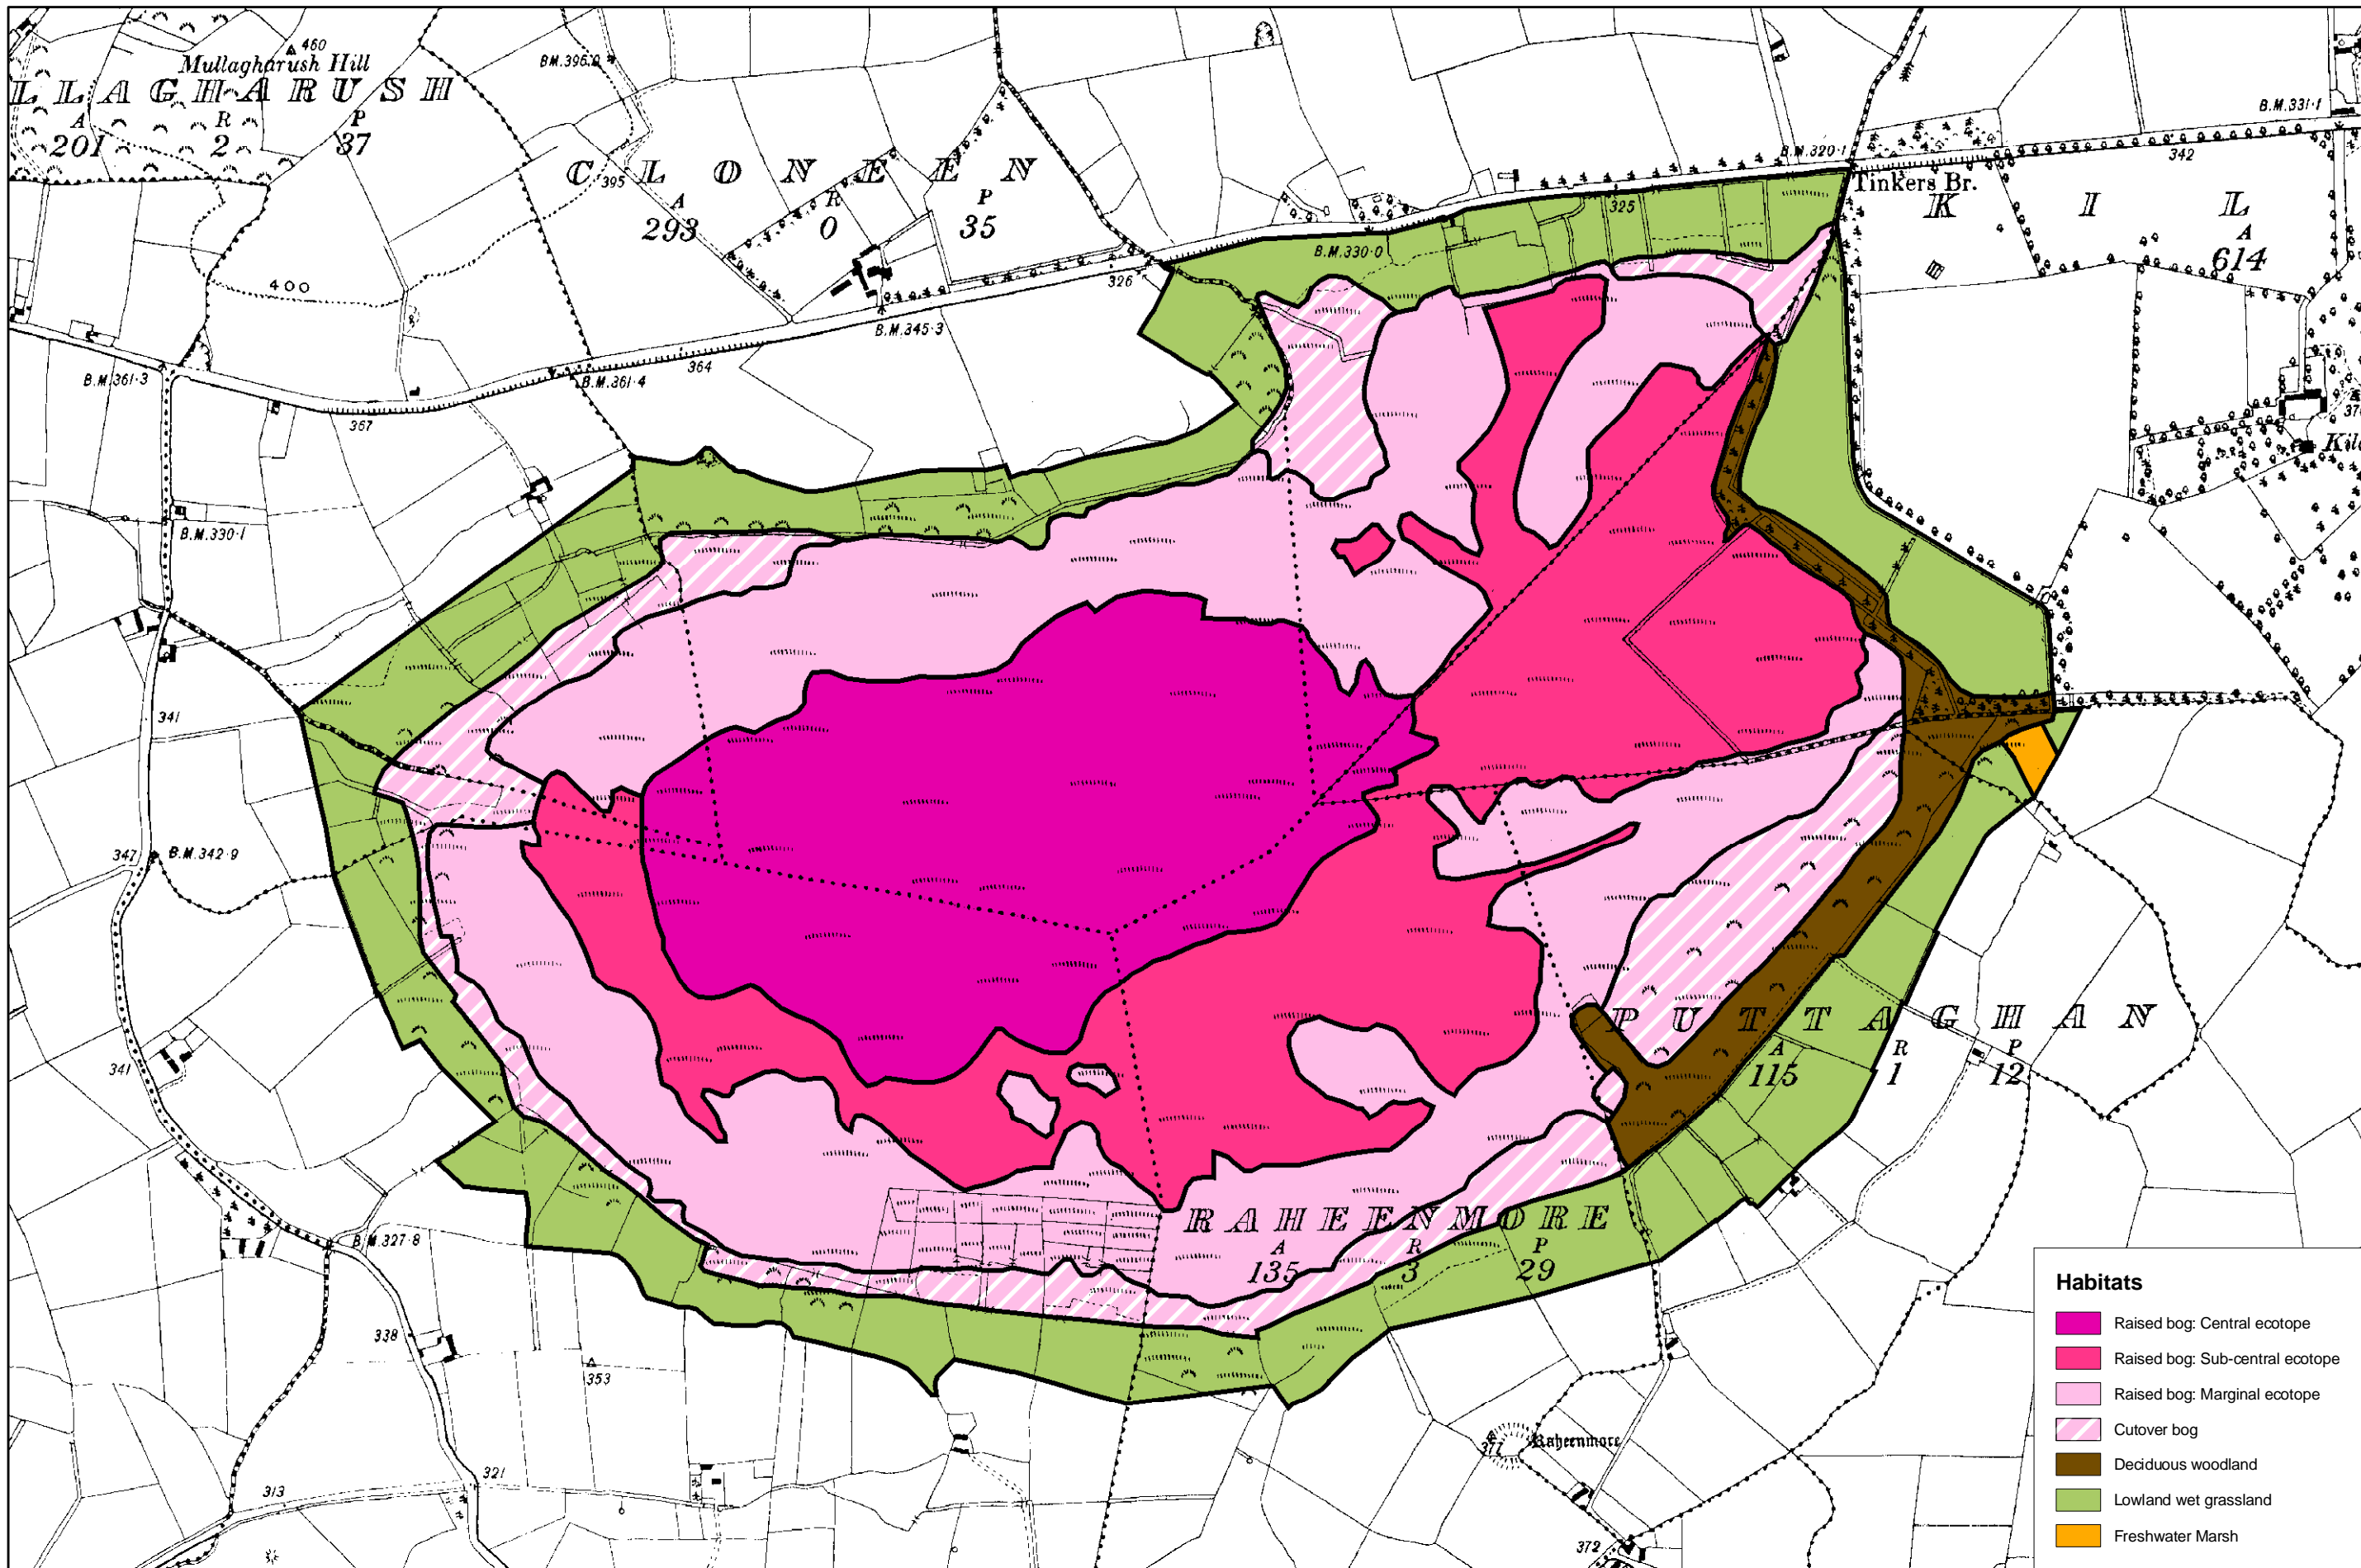 460
Mullagharush Hill
B.M.396.0
LLAGHARUSH
A R P
201 2 37
B.M.331·1
B.M.320·1
342
CLONEEN
395
A R P
293 0 35
Tinkers Br.
KIL
A
614
325
B.M.330·0
326
400
B.M.345·3
364
B.M.361·3
B.M.361·4
367
B.M.330·1
341
347
B.M.342·9
PUTTAGHAN
A R P
115 1 12
341
RAHEENMORE
A R P
135 3 29
B.M.327·8
338
353
377
Raheenmore
321
313
372
Habitats
Raised bog: Central ecotope
Raised bog: Sub-central ecotope
Raised bog: Marginal ecotope
Cutover bog
Deciduous woodland
Lowland wet grassland
Freshwater Marsh